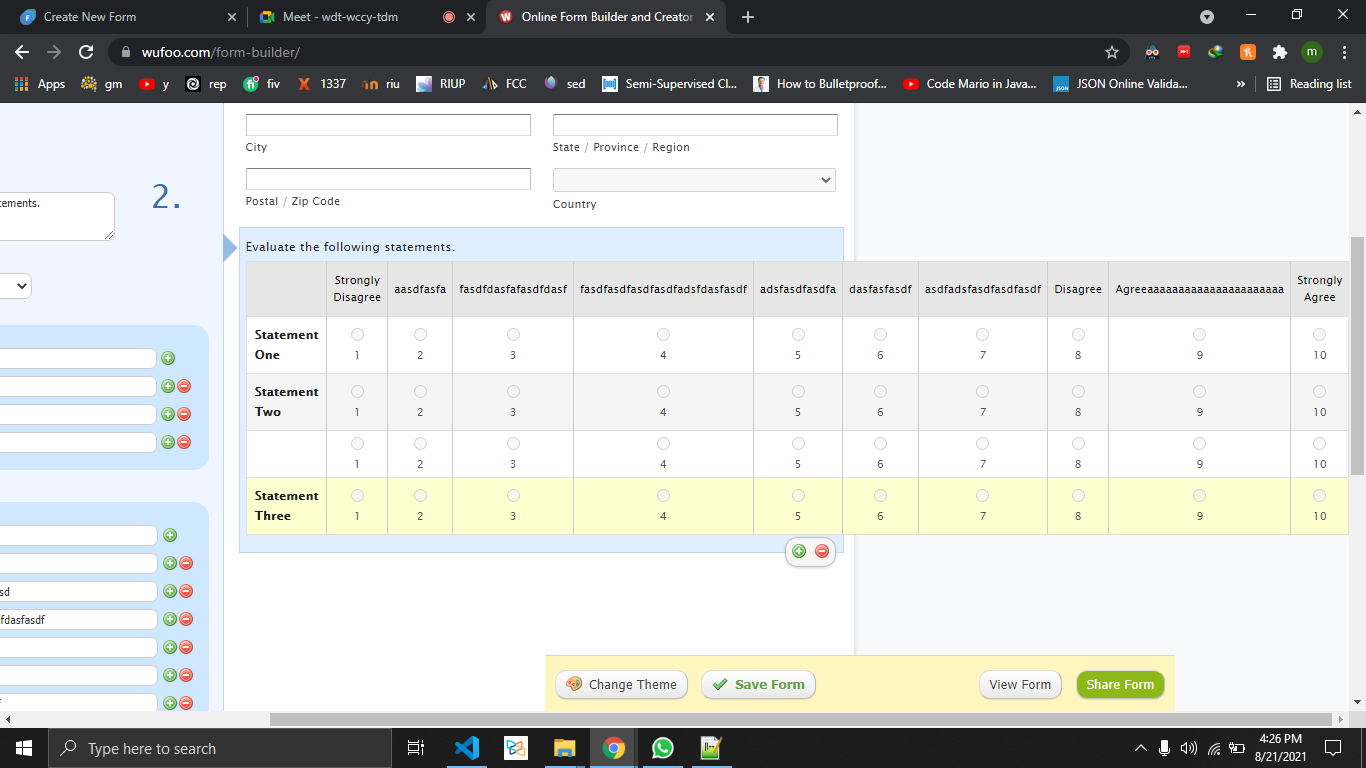 Create New Form
Meet - wdt-wccy-tdm
Online Form Builder and Creator
wufoo.com/form-builder/
m
Apps gm y rep fiv 1337 riu RIUP FCC sed Semi-Supervised Cl... How to Bulletproof... Code Mario in Java... JSON Online Valida... » Reading list
City State / Province / Region
Postal / Zip Code Country
tements.
2.
Evaluate the following statements.
Strongly Disagree aasdfasfa fasdfdasfafasdfdasf fasdfasdfasdfasdfadsfdasfasdf adsfasdfasdfa dasfasfasdf asdfadsfasdfasdfasdf Disagree Agreeaaaaaaaaaaaaaaaaaaaaaa Strongly Agree
Statement One 1 2 3 4 5 6 7 8 9 10
Statement Two 1 2 3 4 5 6 7 8 9 10
1 2 3 4 5 6 7 8 9 10
Statement Three 1 2 3 4 5 6 7 8 9 10
sd
fdasfasdf
Change Theme Save Form View Form Share Form
Type here to search
4:26 PM
8/21/2021